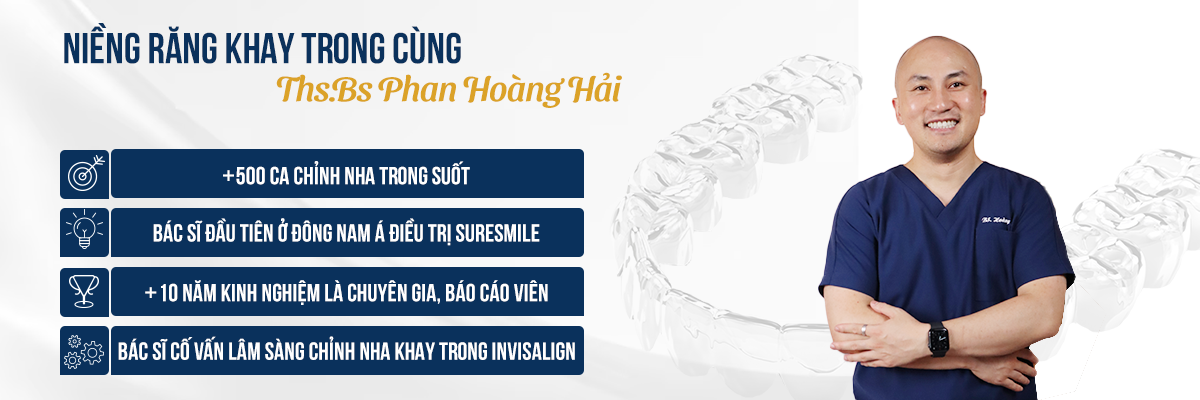 NIỀNG RĂNG KHAY TRONG CÙNG
Ths.Bs Phan Hoàng Hải
+500 CA CHỈNH NHA TRONG SUỐT
BÁC SĨ ĐẦU TIÊN Ở ĐÔNG NAM Á ĐIỀU TRỊ SURESMILE
+10 NĂM KINH NGHIỆM LÀ CHUYÊN GIA, BÁO CÁO VIÊN
BÁC SĨ CỐ VẤN LÂM SÀNG CHỈNH NHA KHAY TRONG INVISALIGN